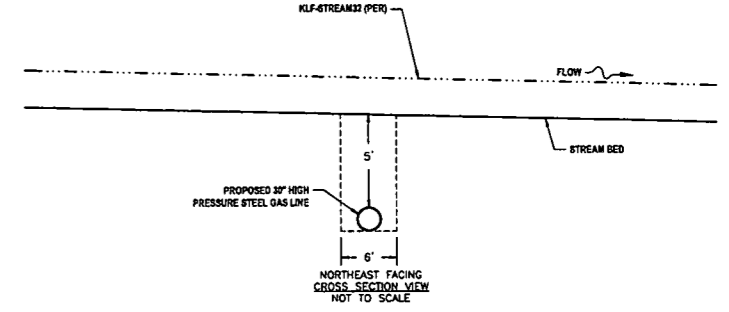 KLF-STREAM32 (PER)
FLOW
STREAM BED
5'
PROPOSED 30" HIGH
PRESSURE STEEL GAS LINE
6'
NORTHEAST FACING
CROSS SECTION VIEW
NOT TO SCALE